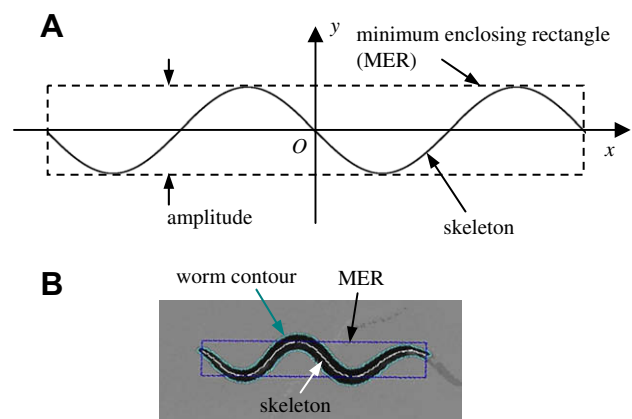 A
y
minimum enclosing rectangle
(MER)
O
x
amplitude
skeleton
B
worm contour
MER
skeleton